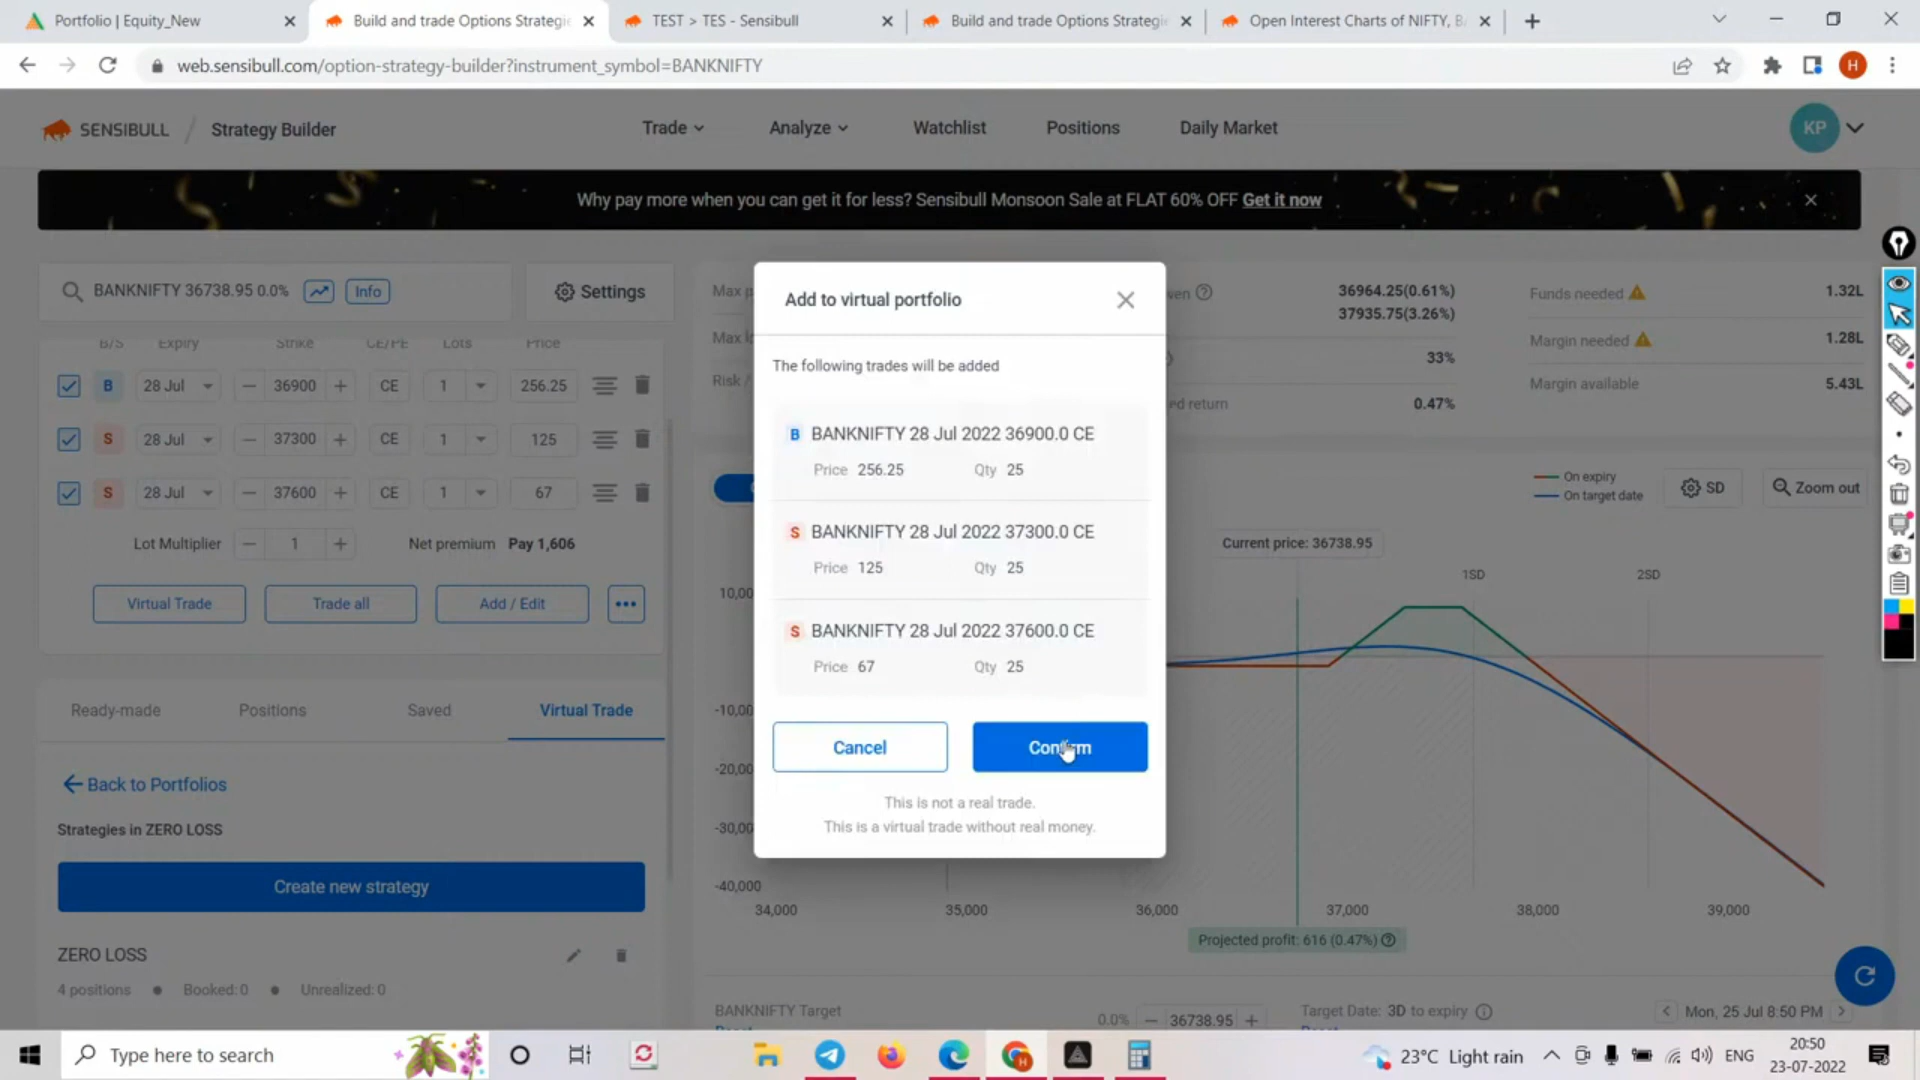 Portfolio | Equity_New
Build and trade Options Strategi
TEST > TES - Sensibull
Build and trade Options Strategi
Open Interest Charts of NIFTY, B
web.sensibull.com/option-strategy-builder?instrument_symbol=BANKNIFTY
H
SENSIBULL / Strategy Builder
Trade
Analyze
Watchlist
Positions
Daily Market
KP
Why pay more when you can get it for less? Sensibull Monsoon Sale at FLAT 60% OFF Get it now
BANKNIFTY 36738.95 0.0%
Info
Settings
B/S Expiry Strike CE/PE Lots Price
B 28 Jul 36900 CE 1 256.25
S 28 Jul 37300 CE 1 125
S 28 Jul 37600 CE 1 67
Lot Multiplier 1 Net premium Pay 1,606
Virtual Trade
Trade all
Add / Edit
Ready-made
Positions
Saved
Virtual Trade
Back to Portfolios
Strategies in ZERO LOSS
Create new strategy
ZERO LOSS
4 positions • Booked: 0 • Unrealized: 0
Add to virtual portfolio
The following trades will be added
B BANKNIFTY 28 Jul 2022 36900.0 CE
Price 256.25 Qty 25
S BANKNIFTY 28 Jul 2022 37300.0 CE
Price 125 Qty 25
S BANKNIFTY 28 Jul 2022 37600.0 CE
Price 67 Qty 25
Cancel
Confirm
This is not a real trade.
This is a virtual trade without real money.
Max
Max
Risk /
36964.25(0.61%)
37935.75(3.26%)
33%
ed return 0.47%
Funds needed 1.32L
Margin needed 1.28L
Margin available 5.43L
On expiry
On target date
SD
Zoom out
Current price: 36738.95
1SD
2SD
10,00
-10,00
-20,00
-30,00
-40,000
34,000
35,000
36,000
37,000
38,000
39,000
Projected profit: 616 (0.47%)
BANKNIFTY Target
0.0% 36738.95
Target Date: 3D to expiry
Mon, 25 Jul 8:50 PM
Type here to search
23°C Light rain
ENG
20:50
23-07-2022